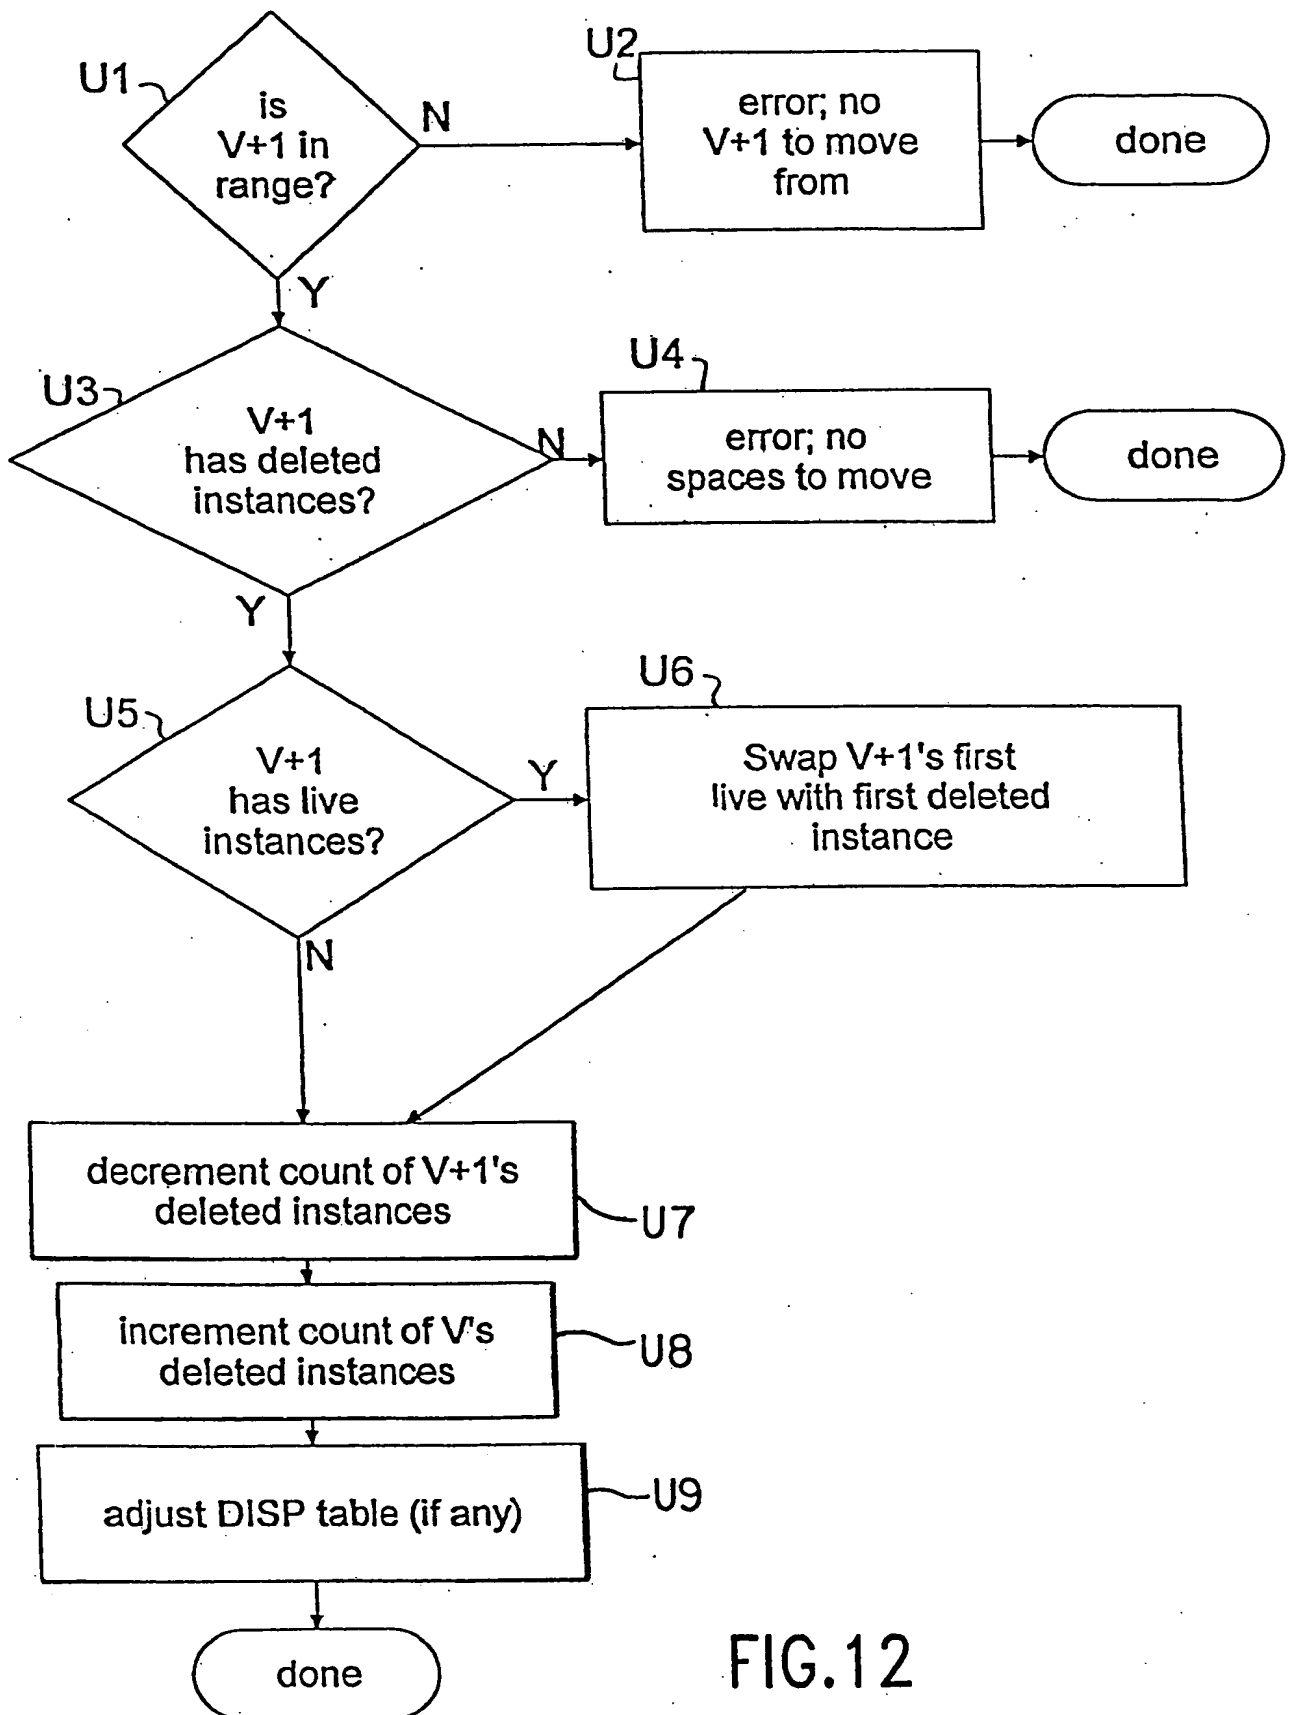 U1
is
V+1 in
range?
N
U2
error; no
V+1 to move
from
done
Y
U3
V+1
has deleted
instances?
N
U4
error; no
spaces to move
done
Y
U5
V+1
has live
instances?
Y
U6
Swap V+1's first
live with first deleted
instance
N
decrement count of V+1's
deleted instances
U7
increment count of V's
deleted instances
U8
adjust DISP table (if any)
U9
done
FIG.12